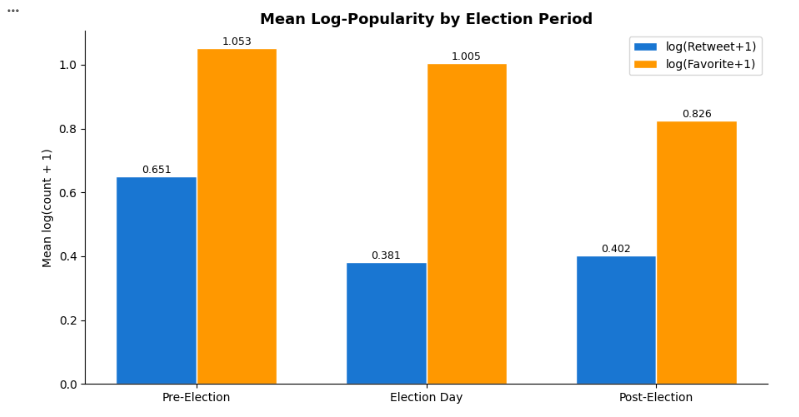 ...
Mean Log-Popularity by Election Period
log(Retweet+1)
log(Favorite+1)
Mean log(count + 1)
1.0
0.8
0.6
0.4
0.2
0.0
0.651
1.053
0.381
1.005
0.402
0.826
Pre-Election
Election Day
Post-Election